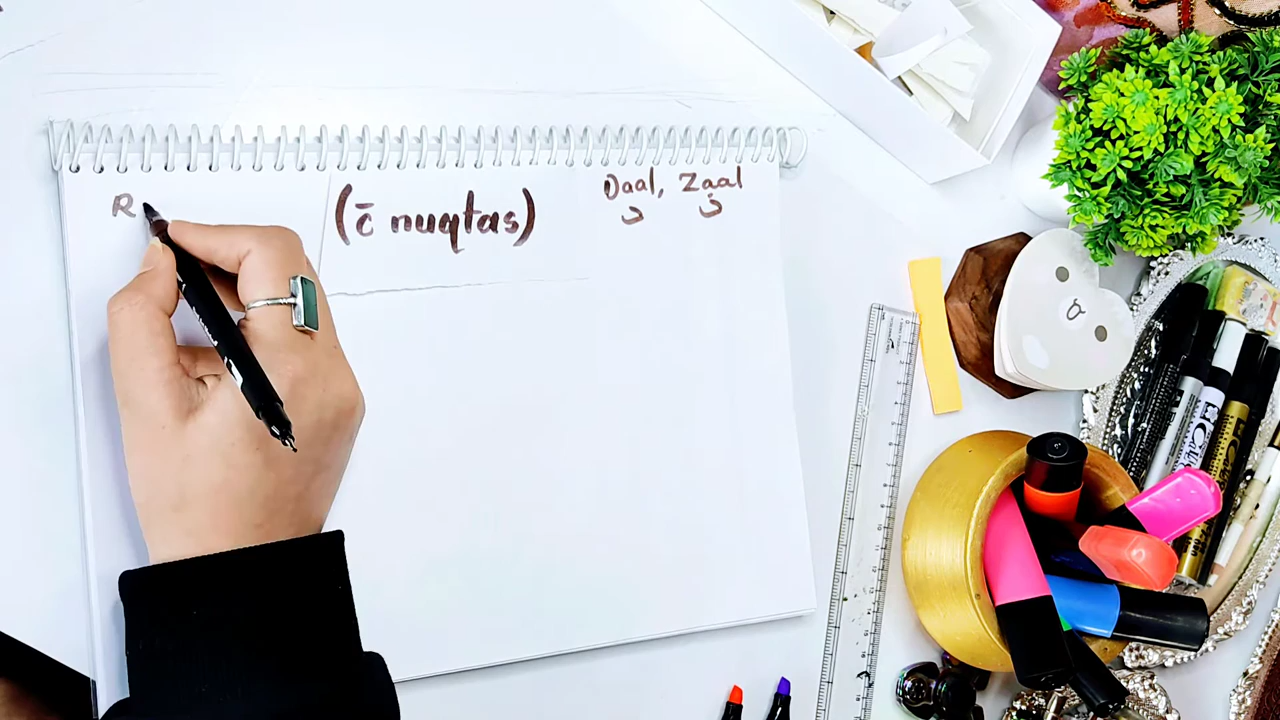 R
(c̄ nuqtas)
Daal, Zaal
د ذ